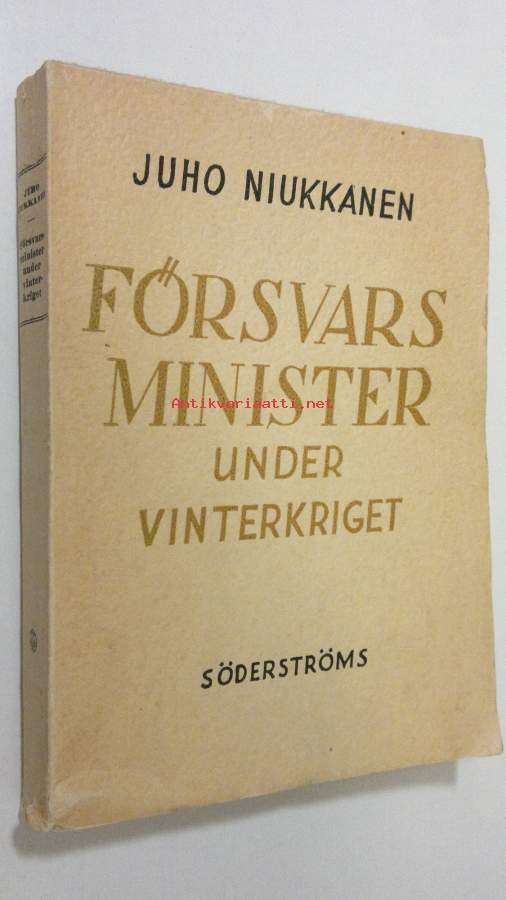 JUHO NIUKKANEN
FÖRSVARS
MINISTER
Antikvariaatti.net
UNDER
VINTERKRIGET
SÖDERSTRÖMS
JUHO
NIUKKANEN
Försvars-
minister
under
vinter-
kriget